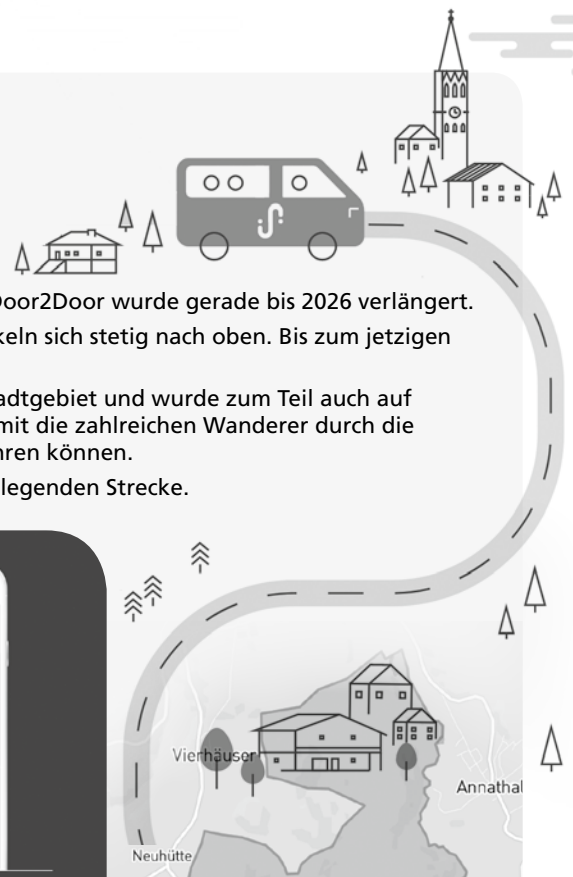 Door2Door wurde gerade bis 2026 verlängert.
keln sich stetig nach oben. Bis zum jetzigen
adtgebiet und wurde zum Teil auch auf
mit die zahlreichen Wanderer durch die
hren können.
legenden Strecke.
Vierhäuser
Annathal
Neuhütte